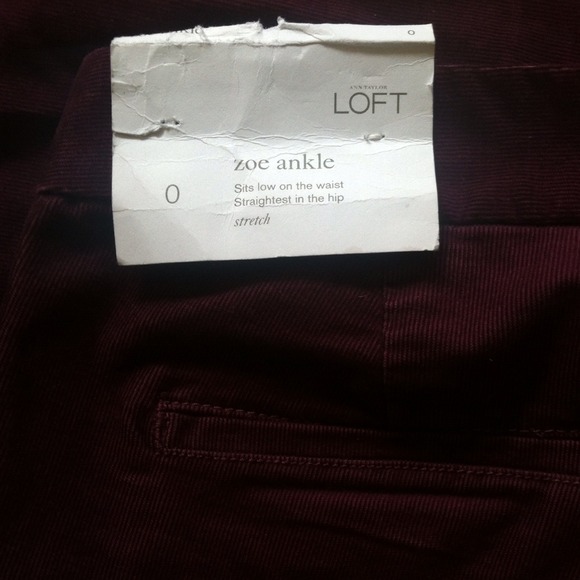 0
ANN TAYLOR
LOFT
zoe ankle
0
Sits low on the waist
Straightest in the hip
stretch